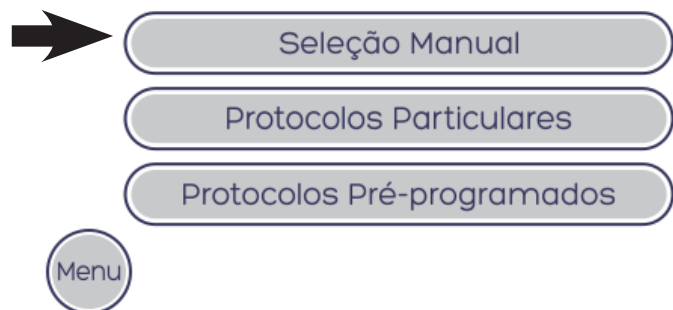 Seleção Manual
Protocolos Particulares
Protocolos Pré-programados
Menu